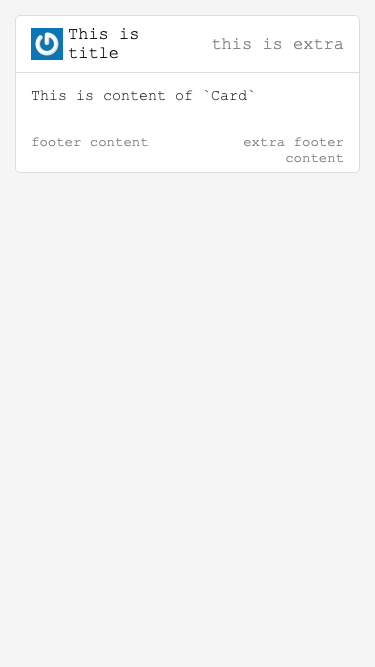 This is
title
this is extra
This is content of `Card`
footer content
extra footer
content